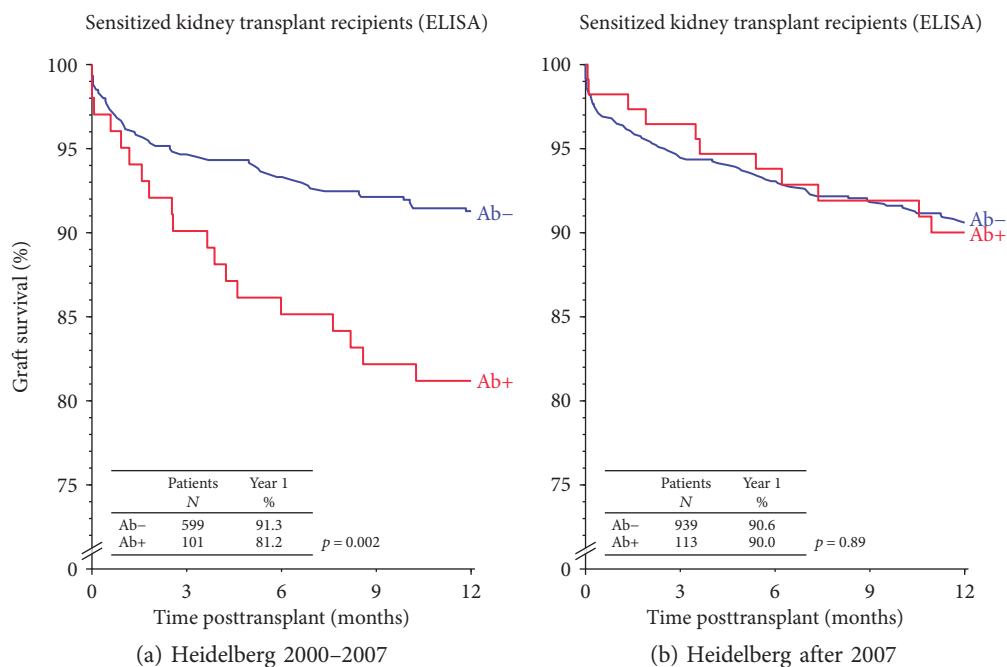 Sensitized kidney transplant recipients (ELISA)
Graft survival (%)
100
95
90
85
80
75
0
Ab−
Ab+
Patients Year 1
N %
Ab− 599 91.3
Ab+ 101 81.2
p = 0.002
0 3 6 9 12
Time posttransplant (months)
(a) Heidelberg 2000–2007
Sensitized kidney transplant recipients (ELISA)
100
95
90
85
80
75
0
Ab−
Ab+
Patients Year 1
N %
Ab− 939 90.6
Ab+ 113 90.0
p = 0.89
0 3 6 9 12
Time posttransplant (months)
(b) Heidelberg after 2007